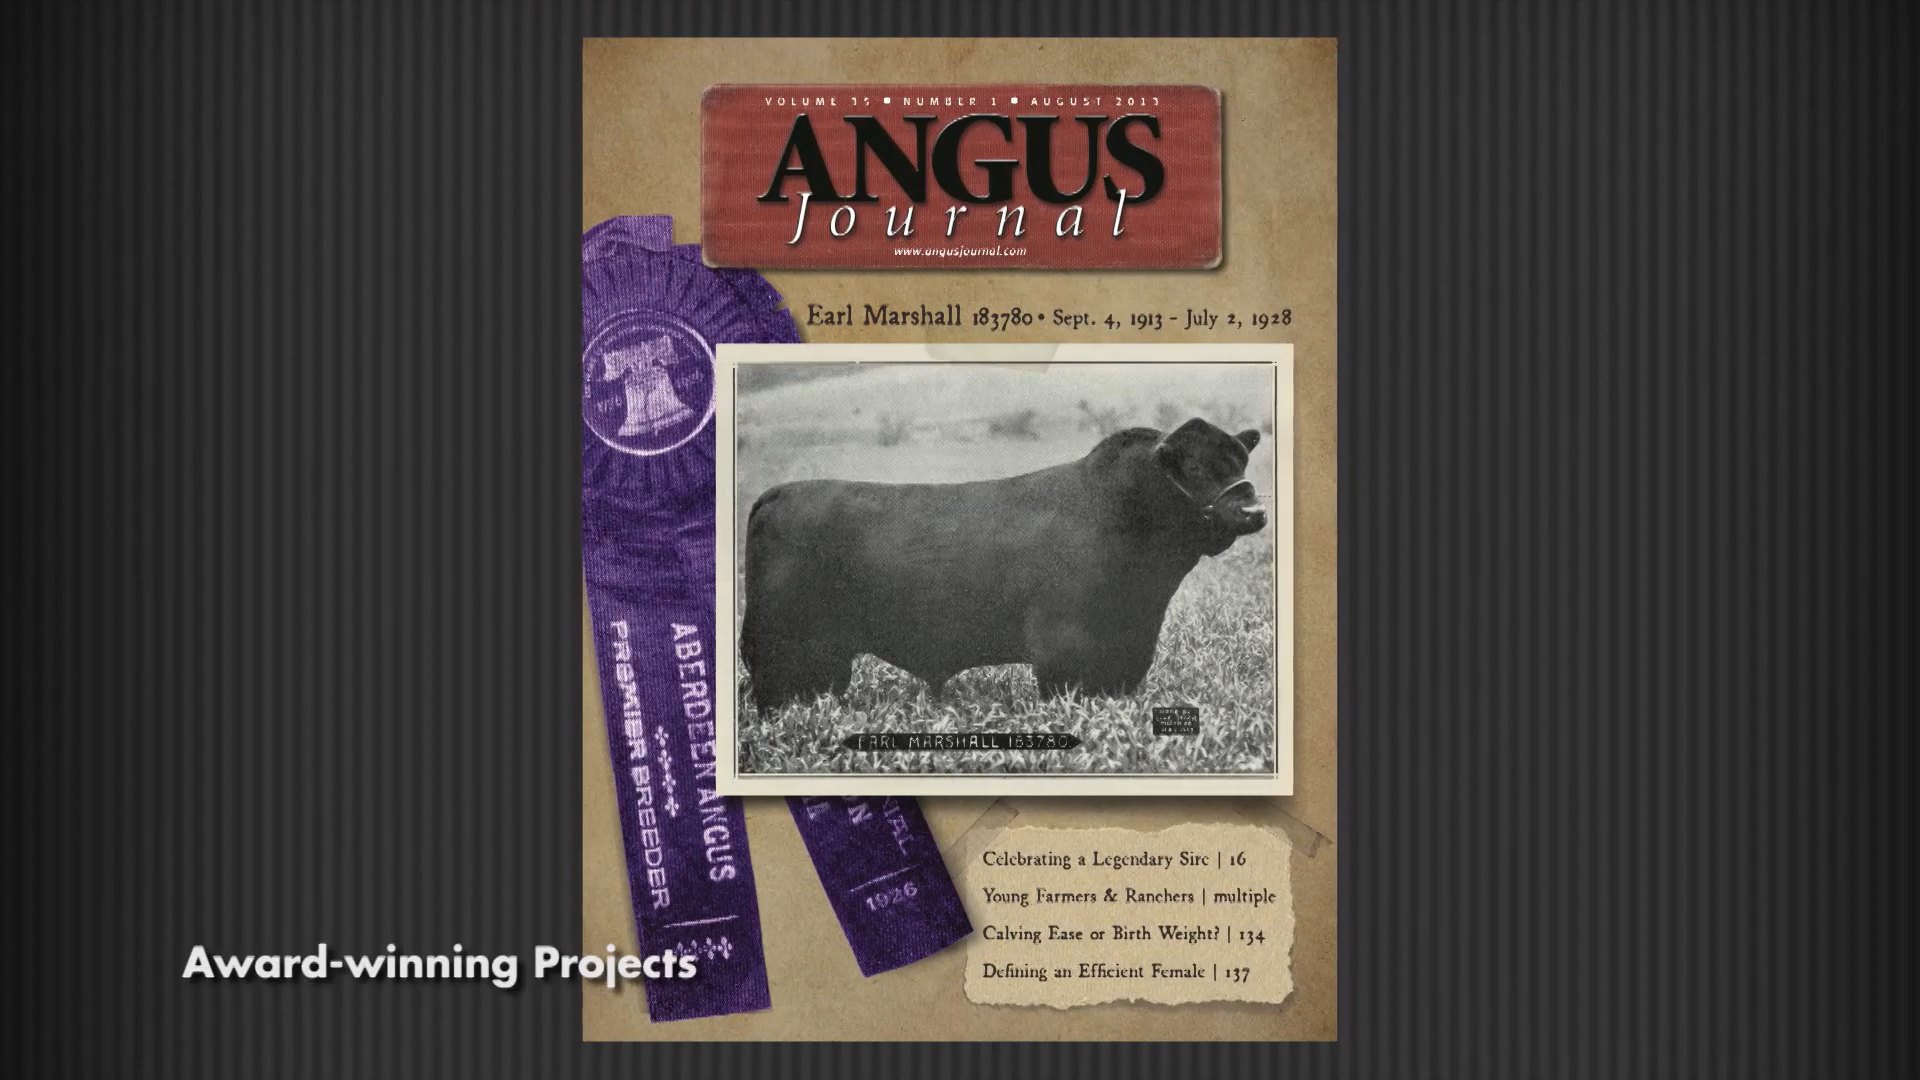 VOLUME 35 ■ NUMBER 1 ■ AUGUST 2013
ANGUS
Journal
www.angusjournal.com
Earl Marshall 183780 • Sept. 4, 1913 - July 2, 1928
ABERDEEN ANGUS
PREMIER BREEDER
1926
EARL MARSHALL 183780
Celebrating a Legendary Sire | 16
Young Farmers & Ranchers | multiple
Calving Ease or Birth Weight? | 134
Defining an Efficient Female | 137
Award-winning Projects